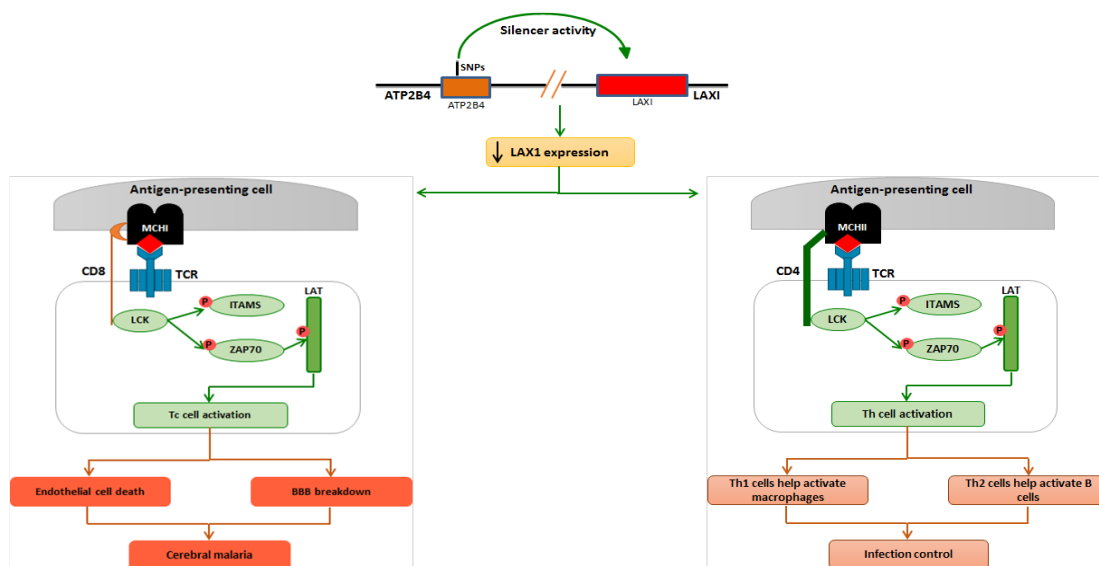 Silencer activity
SNPs
ATP2B4
ATP2B4
LAXI
LAXI
LAX1 expression
Antigen-presenting cell
MCHI
CD8
TCR
LAT
P
ITAMS
LCK
P
P
ZAP70
Tc cell activation
Endothelial cell death
BBB breakdown
Cerebral malaria
Antigen-presenting cell
MCHII
CD4
TCR
LAT
P
ITAMS
LCK
P
P
ZAP70
Th cell activation
Th1 cells help activate
macrophages
Th2 cells help activate B
cells
Infection control